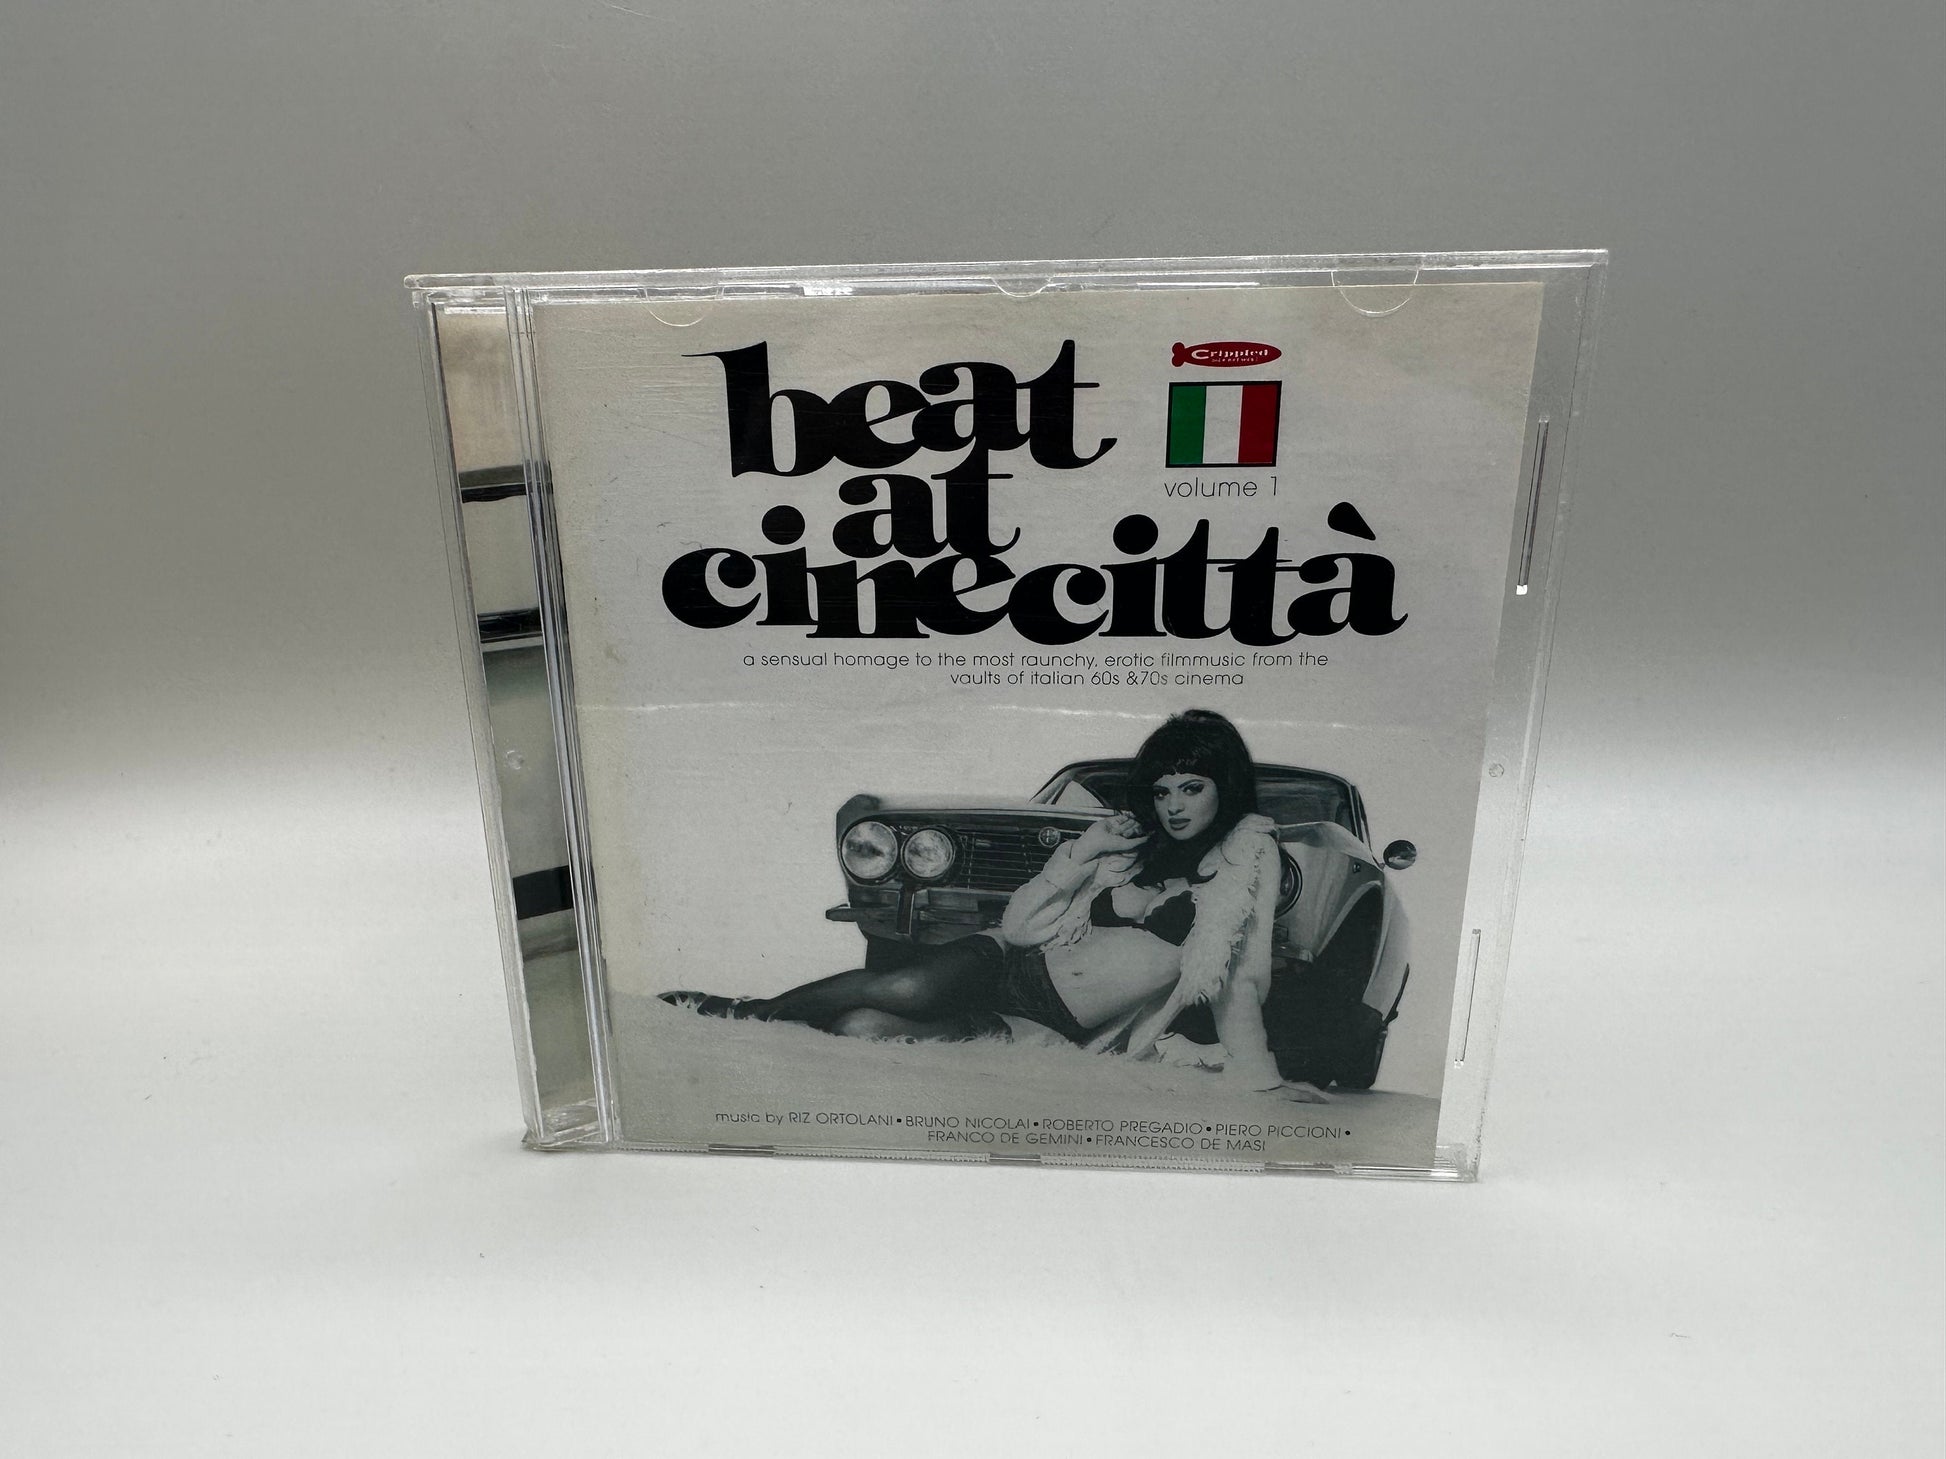 beat
at
cinecittà
Crippled
volume 1
a sensual homage to the most raunchy, erotic filmmusic from the
vaults of italian 60s &70s cinema
music by RIZ ORTOLANI • BRUNO NICOLAI • ROBERTO PREGADIO • PIERO PICCIONI •
FRANCO DE GEMINI • FRANCESCO DE MASI